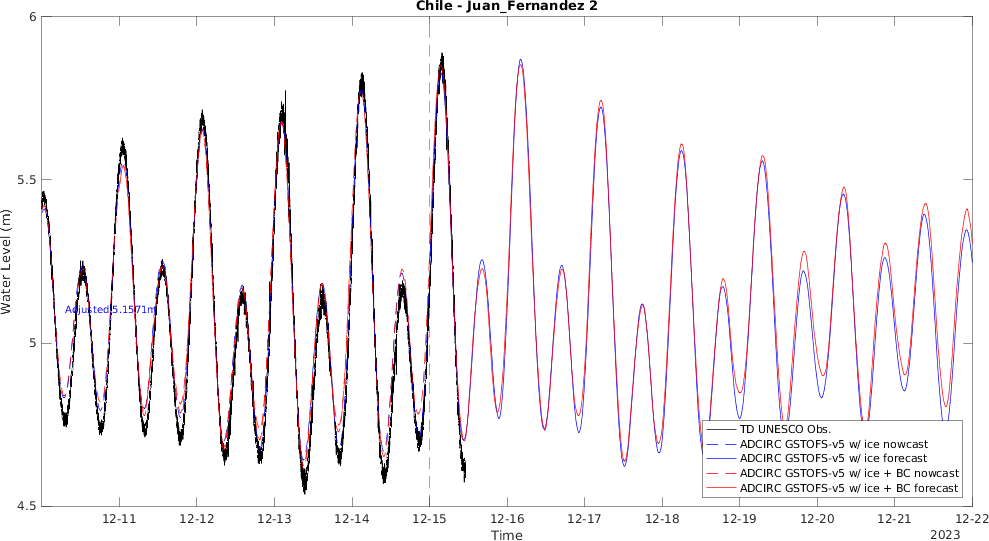 Chile - Juan_Fernandez 2
6
5.5
5
4.5
Water Level (m)
Adjusted 5.1571m
TD UNESCO Obs.
ADCIRC GSTOFS-v5 w/ ice nowcast
ADCIRC GSTOFS-v5 w/ ice forecast
ADCIRC GSTOFS-v5 w/ ice + BC nowcast
ADCIRC GSTOFS-v5 w/ ice + BC forecast
12-11 12-12 12-13 12-14 12-15 12-16 12-17 12-18 12-19 12-20 12-21 12-22
Time
2023